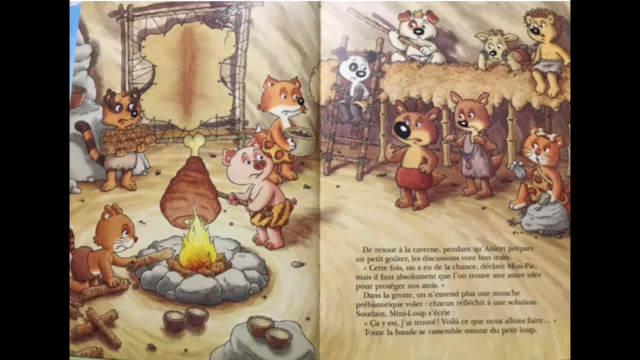 De retour à la caverne, pendant qu'Anicet prépare
un petit goûter, les discussions vont bon train.
« Cette fois, on a eu de la chance, déclare Mini-Pic,
mais il faut absolument que l'on trouve une autre idée
pour protéger nos amis. »
Dans la grotte, on n'entend plus une mouche
préhistorique voler : chacun réfléchit à une solution.
Soudain, Mini-Loup s'écrie :
« Ça y est, j'ai trouvé! Voilà ce que nous allons faire... »
Toute la bande se rassemble autour du petit loup.